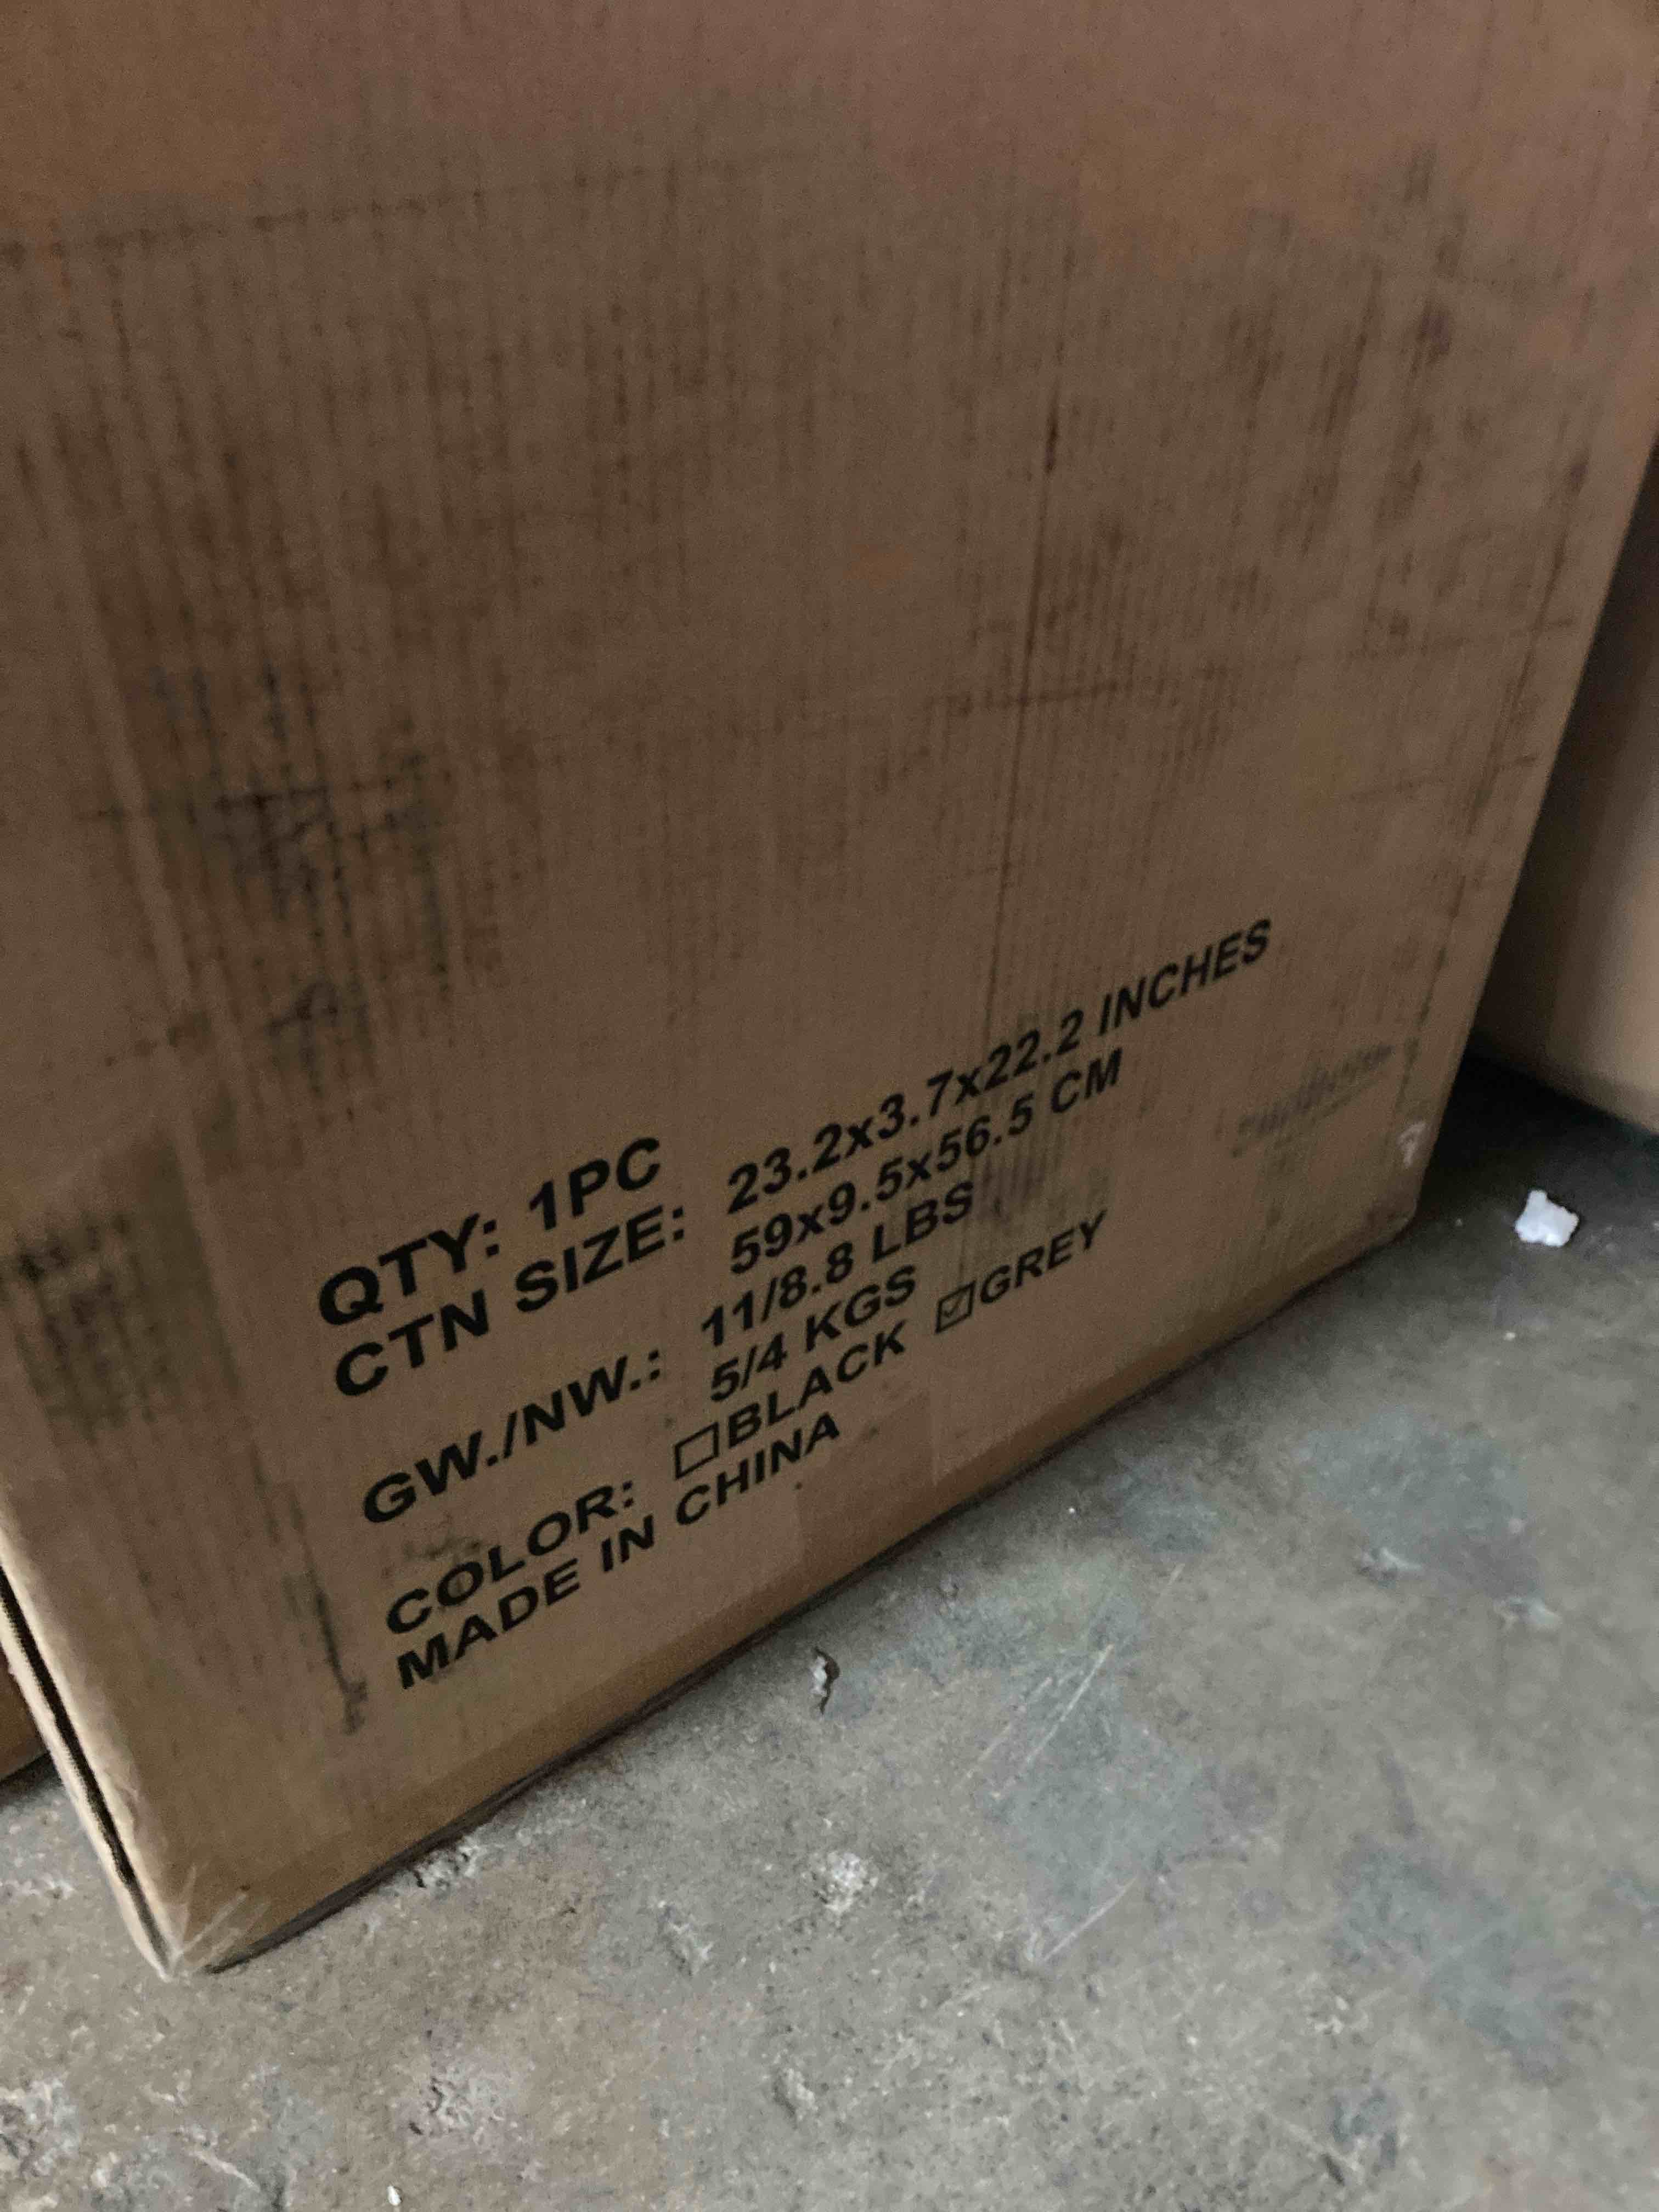 QTY: 1PC
CTN SIZE: 23.2x3.7x22.2 INCHES
59x9.5x56.5 CM
GW./NW.: 11/8.8 LBS
5/4 KGS
COLOR: ☐BLACK ☑GREY
MADE IN CHINA